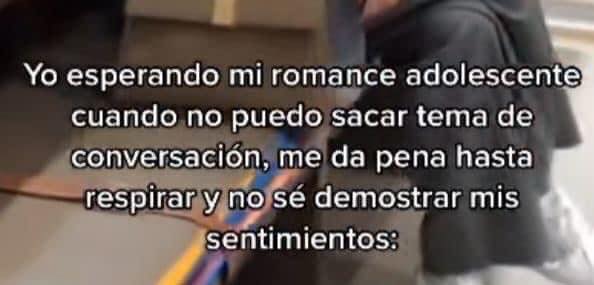 Yo esperando mi romance adolescente
cuando no puedo sacar tema de
conversación, me da pena hasta
respirar y no sé demostrar mis
sentimientos: